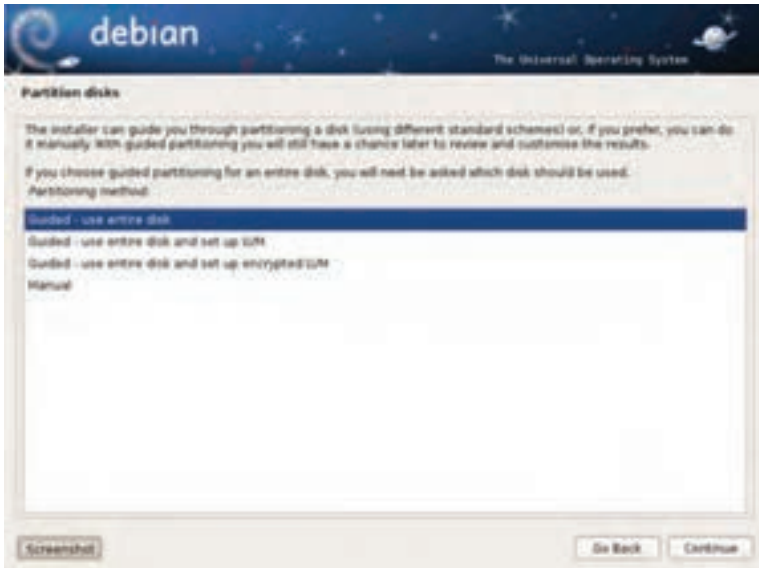 debian
The Universal Operating System
Partition disks
The installer can guide you through partitioning a disk (using different standard schemes) or, if you prefer, you can do
it manually. With guided partitioning you will still have a chance later to review and customise the results.
If you choose guided partitioning for an entire disk, you will next be asked which disk should be used.
Partitioning method:
Guided - use entire disk
Guided - use entire disk and set up LVM
Guided - use entire disk and set up encrypted LVM
Manual
Screenshot
Go Back
Continue